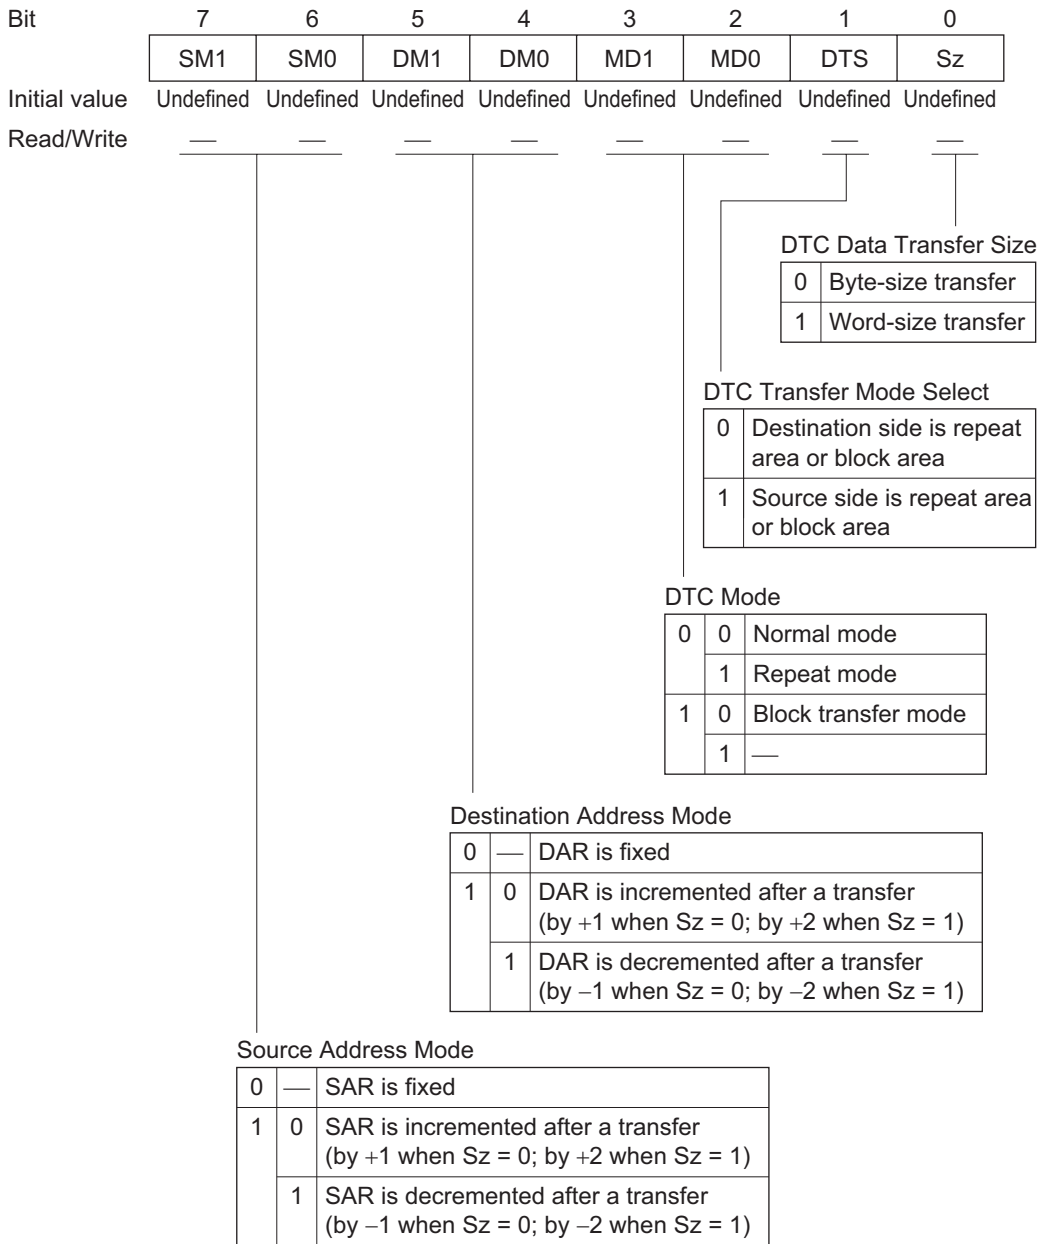 Bit 7 6 5 4 3 2 1 0
SM1 SM0 DM1 DM0 MD1 MD0 DTS Sz
Initial value Undefined Undefined Undefined Undefined Undefined Undefined Undefined Undefined
Read/Write — — — — — — — —
DTC Data Transfer Size
0 Byte-size transfer
1 Word-size transfer
DTC Transfer Mode Select
0 Destination side is repeat
area or block area
1 Source side is repeat area
or block area
DTC Mode
0 0 Normal mode
1 Repeat mode
1 0 Block transfer mode
1 —
Destination Address Mode
0 — DAR is fixed
1 0 DAR is incremented after a transfer
(by +1 when Sz = 0; by +2 when Sz = 1)
1 DAR is decremented after a transfer
(by −1 when Sz = 0; by −2 when Sz = 1)
Source Address Mode
0 — SAR is fixed
1 0 SAR is incremented after a transfer
(by +1 when Sz = 0; by +2 when Sz = 1)
1 SAR is decremented after a transfer
(by −1 when Sz = 0; by −2 when Sz = 1)